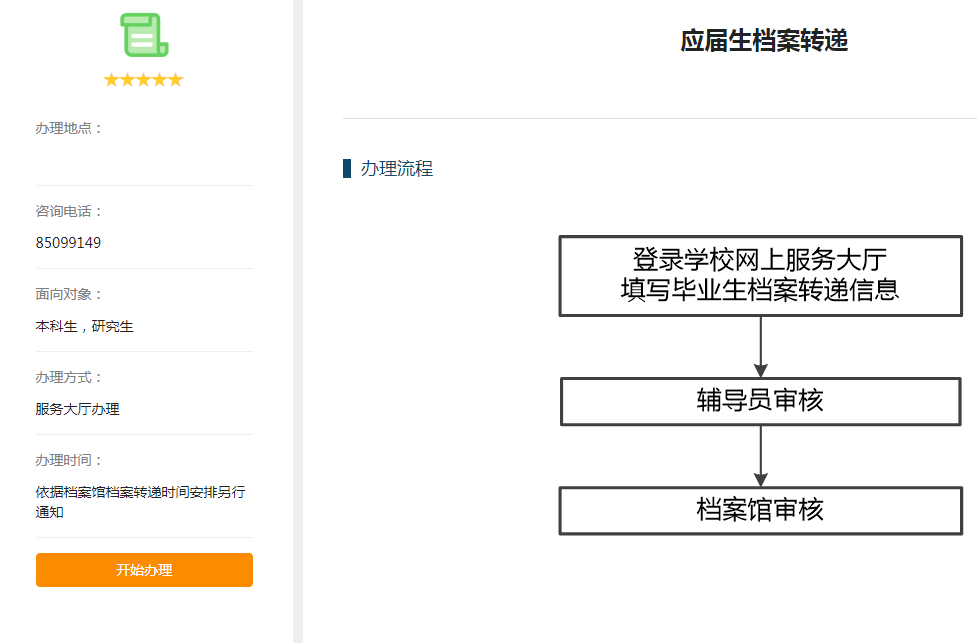 办理地点：
咨询电话：
85099149
面向对象：
本科生，研究生
办理方式：
服务大厅办理
办理时间：
依据档案馆档案转递时间安排另行
通知
开始办理
应届生档案转递
办理流程
登录学校网上服务大厅
填写毕业生档案转递信息
辅导员审核
档案馆审核